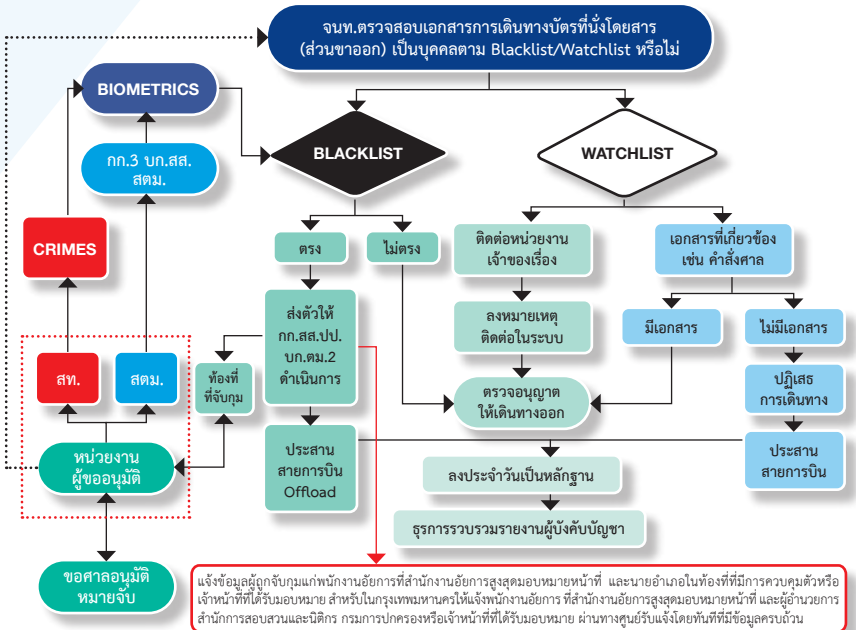 จนท.ตรวจสอบเอกสารการเดินทางบัตรที่นั่งโดยสาร
(ส่วนขาออก) เป็นบุคคลตาม Blacklist/Watchlist หรือไม่
BIOMETRICS
กก.3 บก.สส.
สตม.
CRIMES
สท.
สตม.
หน่วยงาน
ผู้ขออนุมัติ
ขอศาลอนุมัติ
หมายจับ
BLACKLIST
ตรง
ไม่ตรง
ส่งตัวให้
กก.สส.ปป.
บก.ตม.2
ดำเนินการ
ท้องที่
ที่จับกุม
ประสาน
สายการบิน
Offload
WATCHLIST
ติดต่อหน่วยงาน
เจ้าของเรื่อง
ลงหมายเหตุ
ติดต่อในระบบ
ตรวจอนุญาต
ให้เดินทางออก
เอกสารที่เกี่ยวข้อง
เช่น คำสั่งศาล
มีเอกสาร
ไม่มีเอกสาร
ปฏิเสธ
การเดินทาง
ประสาน
สายการบิน
ลงประจำวันเป็นหลักฐาน
ธุรการรวบรวมรายงานผู้บังคับบัญชา
แจ้งข้อมูลผู้ถูกจับกุมแก่พนักงานอัยการที่สำนักงานอัยการสูงสุดมอบหมายหน้าที่ และนายอำเภอในท้องที่ที่มีการควบคุมตัวหรือ
เจ้าหน้าที่ที่ได้รับมอบหมาย สำหรับในกรุงเทพมหานครให้แจ้งพนักงานอัยการ ที่สำนักงานอัยการสูงสุดมอบหมายหน้าที่ และผู้อำนวยการ
สำนักการสอบสวนและนิติกร กรมการปกครองหรือเจ้าหน้าที่ที่ได้รับมอบหมาย ผ่านทางศูนย์รับแจ้งโดยทันทีที่มีข้อมูลครบถ้วน